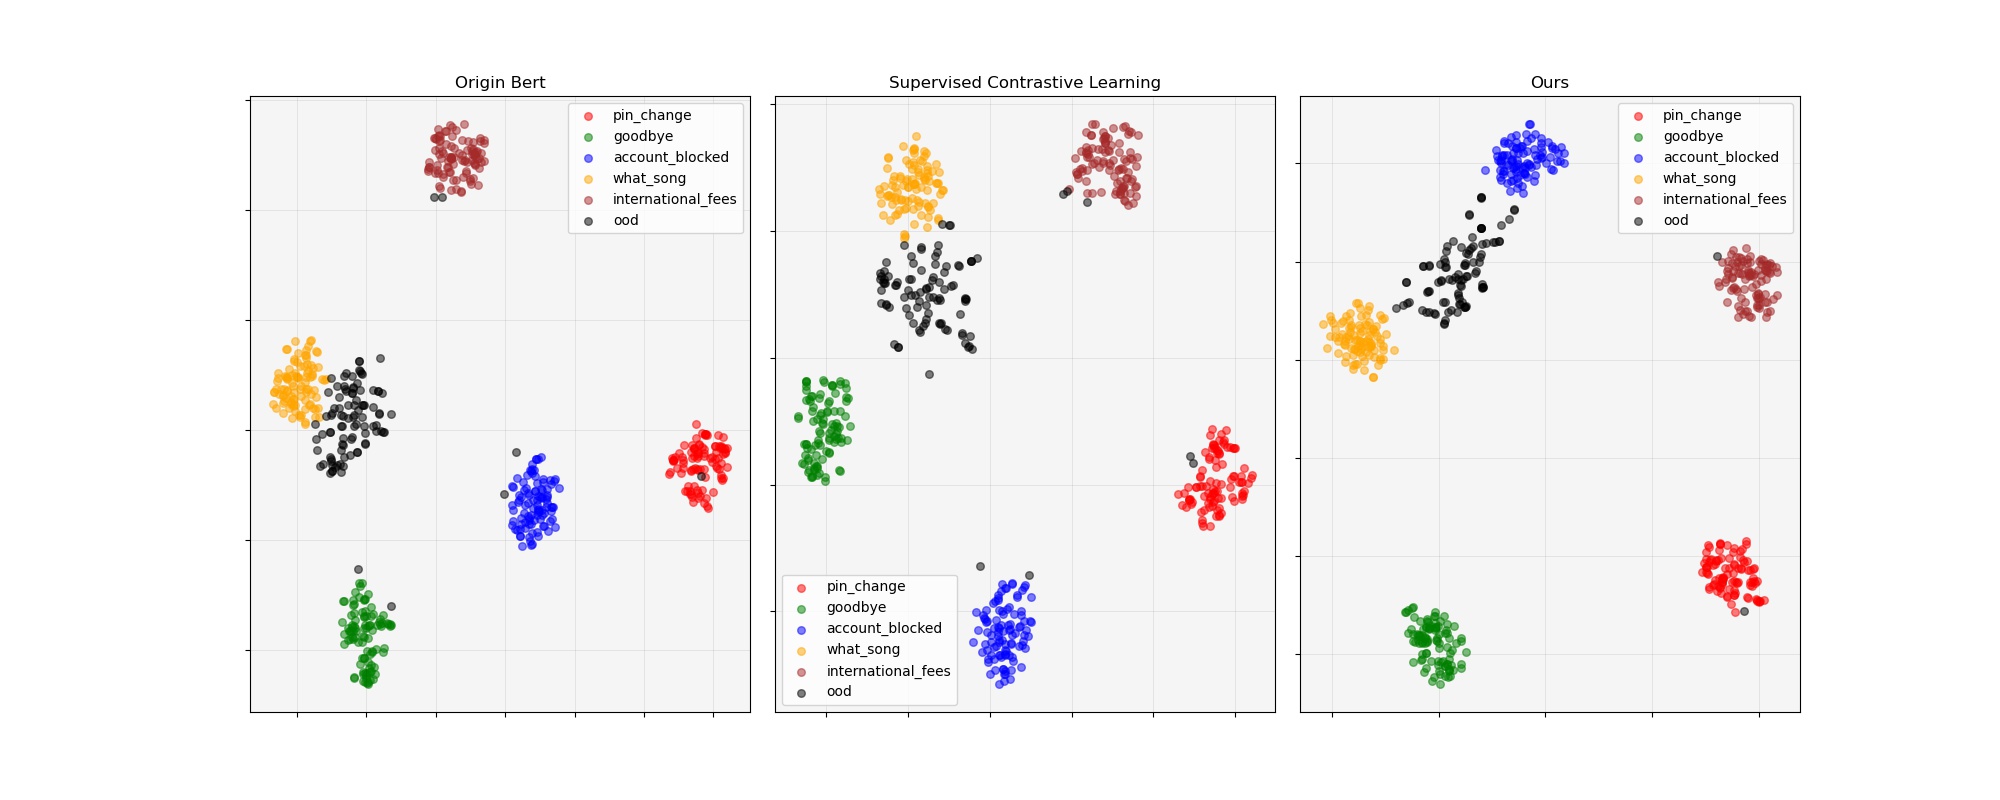 Origin Bert
pin_change
goodbye
account_blocked
what_song
international_fees
ood
Supervised Contrastive Learning
pin_change
goodbye
account_blocked
what_song
international_fees
ood
Ours
pin_change
goodbye
account_blocked
what_song
international_fees
ood